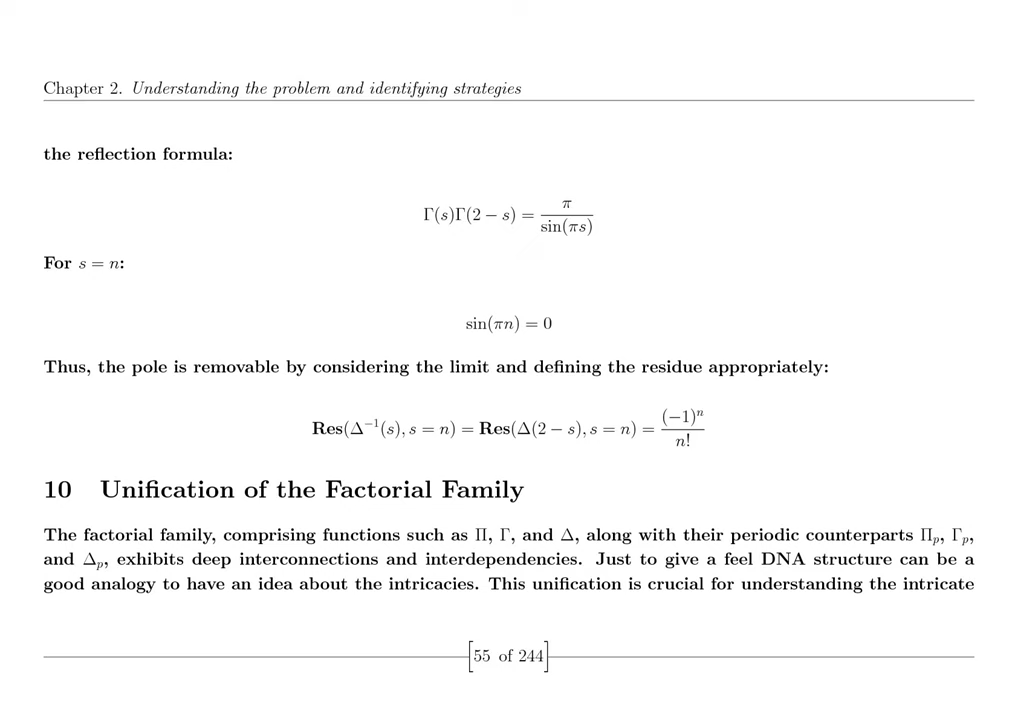 Chapter 2. Understanding the problem and identifying strategies
the reflection formula:
Γ(s)Γ(2 − s) = π / sin(πs)
For s = n:
sin(πn) = 0
Thus, the pole is removable by considering the limit and defining the residue appropriately:
Res(Δ⁻¹(s), s = n) = Res(Δ(2 − s), s = n) = (−1)ⁿ / n!
10 Unification of the Factorial Family
The factorial family, comprising functions such as Π, Γ, and Δ, along with their periodic counterparts Πₚ, Γₚ,
and Δₚ, exhibits deep interconnections and interdependencies. Just to give a feel DNA structure can be a
good analogy to have an idea about the intricacies. This unification is crucial for understanding the intricate
[55 of 244]